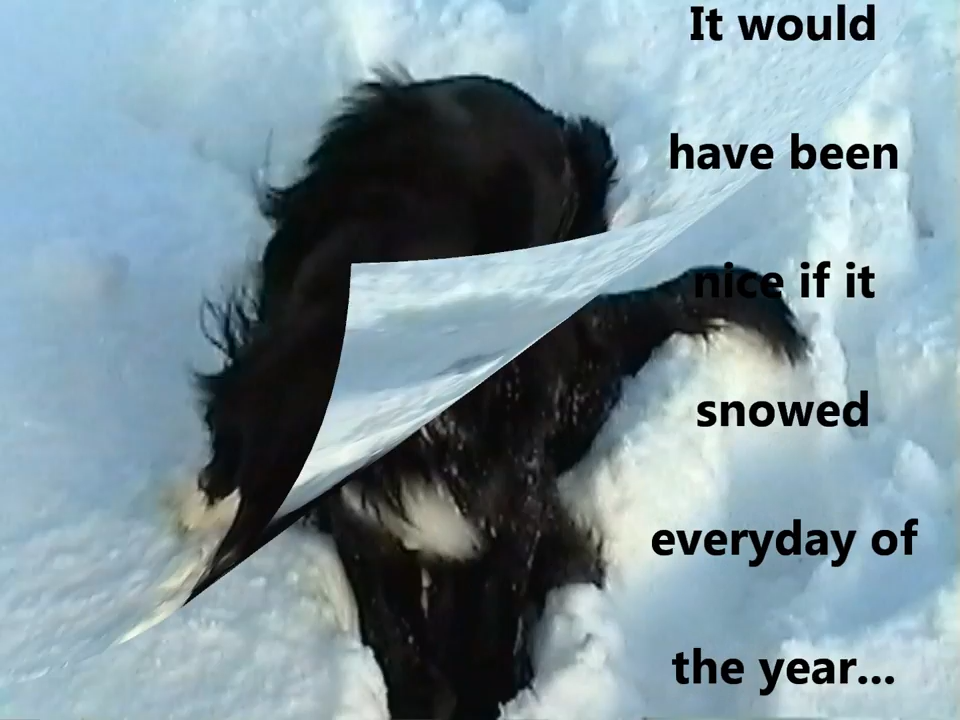 It would
have been
nice if it
snowed
everyday of
the year...